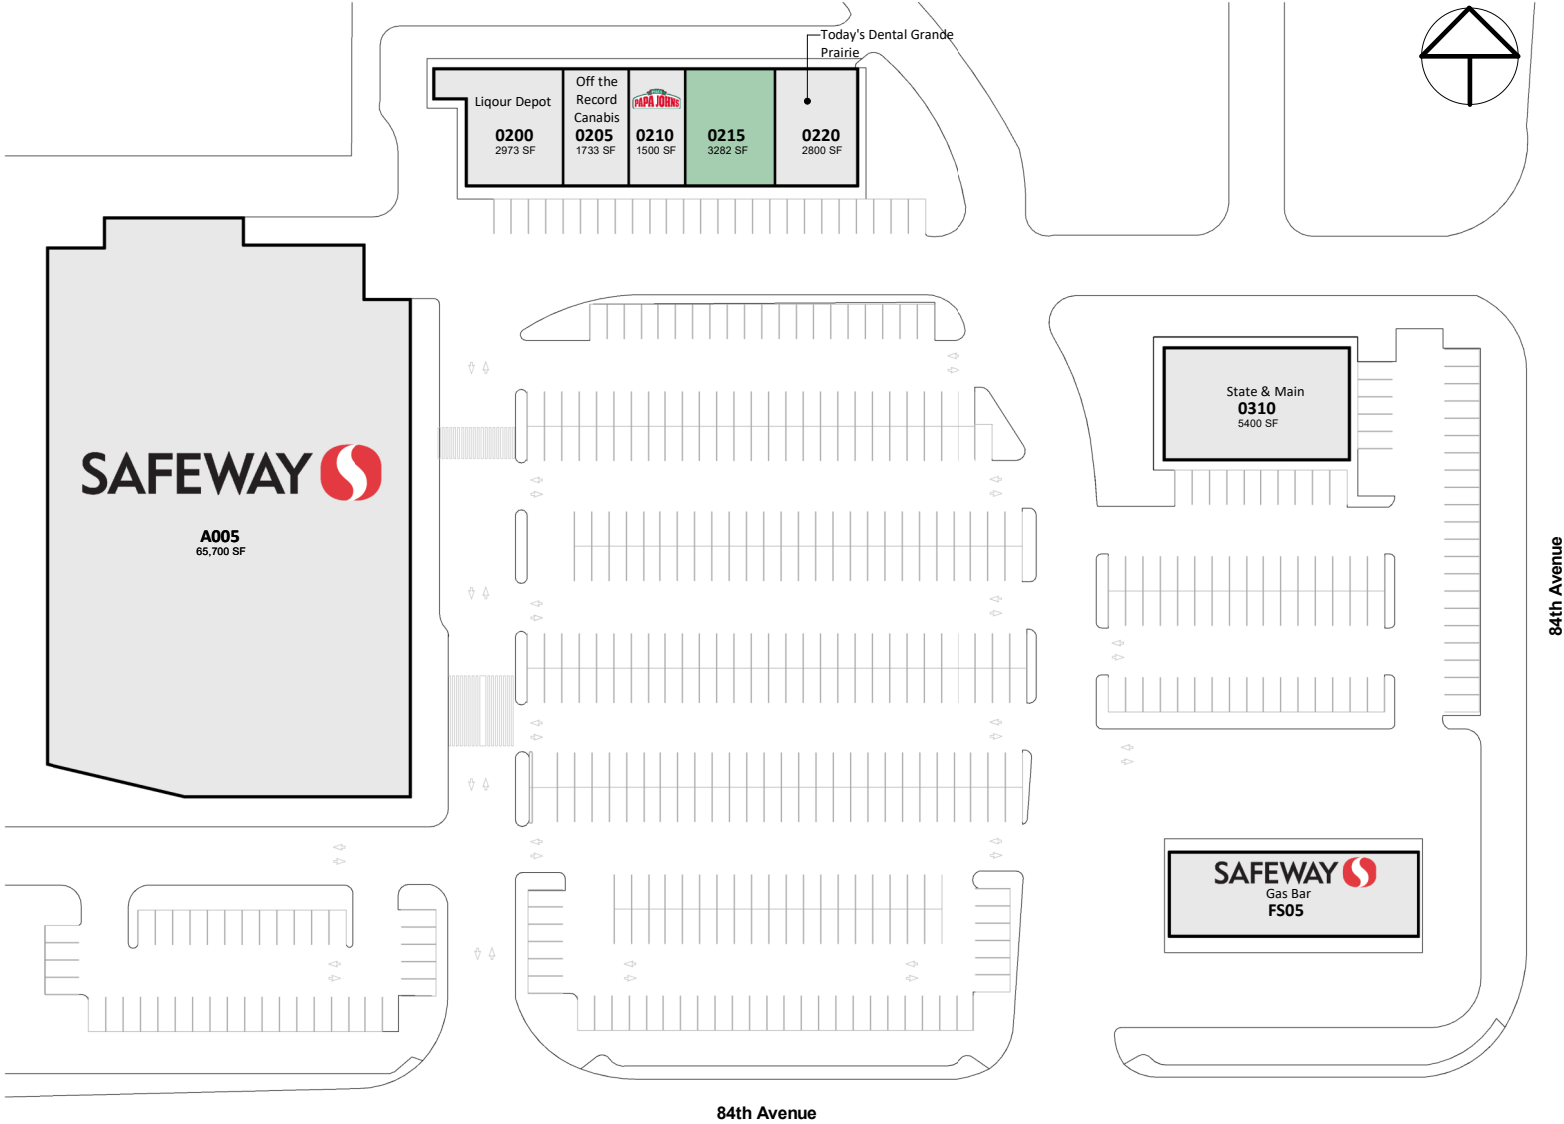 Today's Dental Grande
Prairie
Liqour Depot
0200
2973 SF
Off the
Record
Canabis
0205
1733 SF
PAPA JOHNS
0210
1500 SF
0215
3282 SF
0220
2800 SF
State & Main
0310
5400 SF
SAFEWAY
A005
65,700 SF
84th Avenue
SAFEWAY
Gas Bar
FS05
84th Avenue